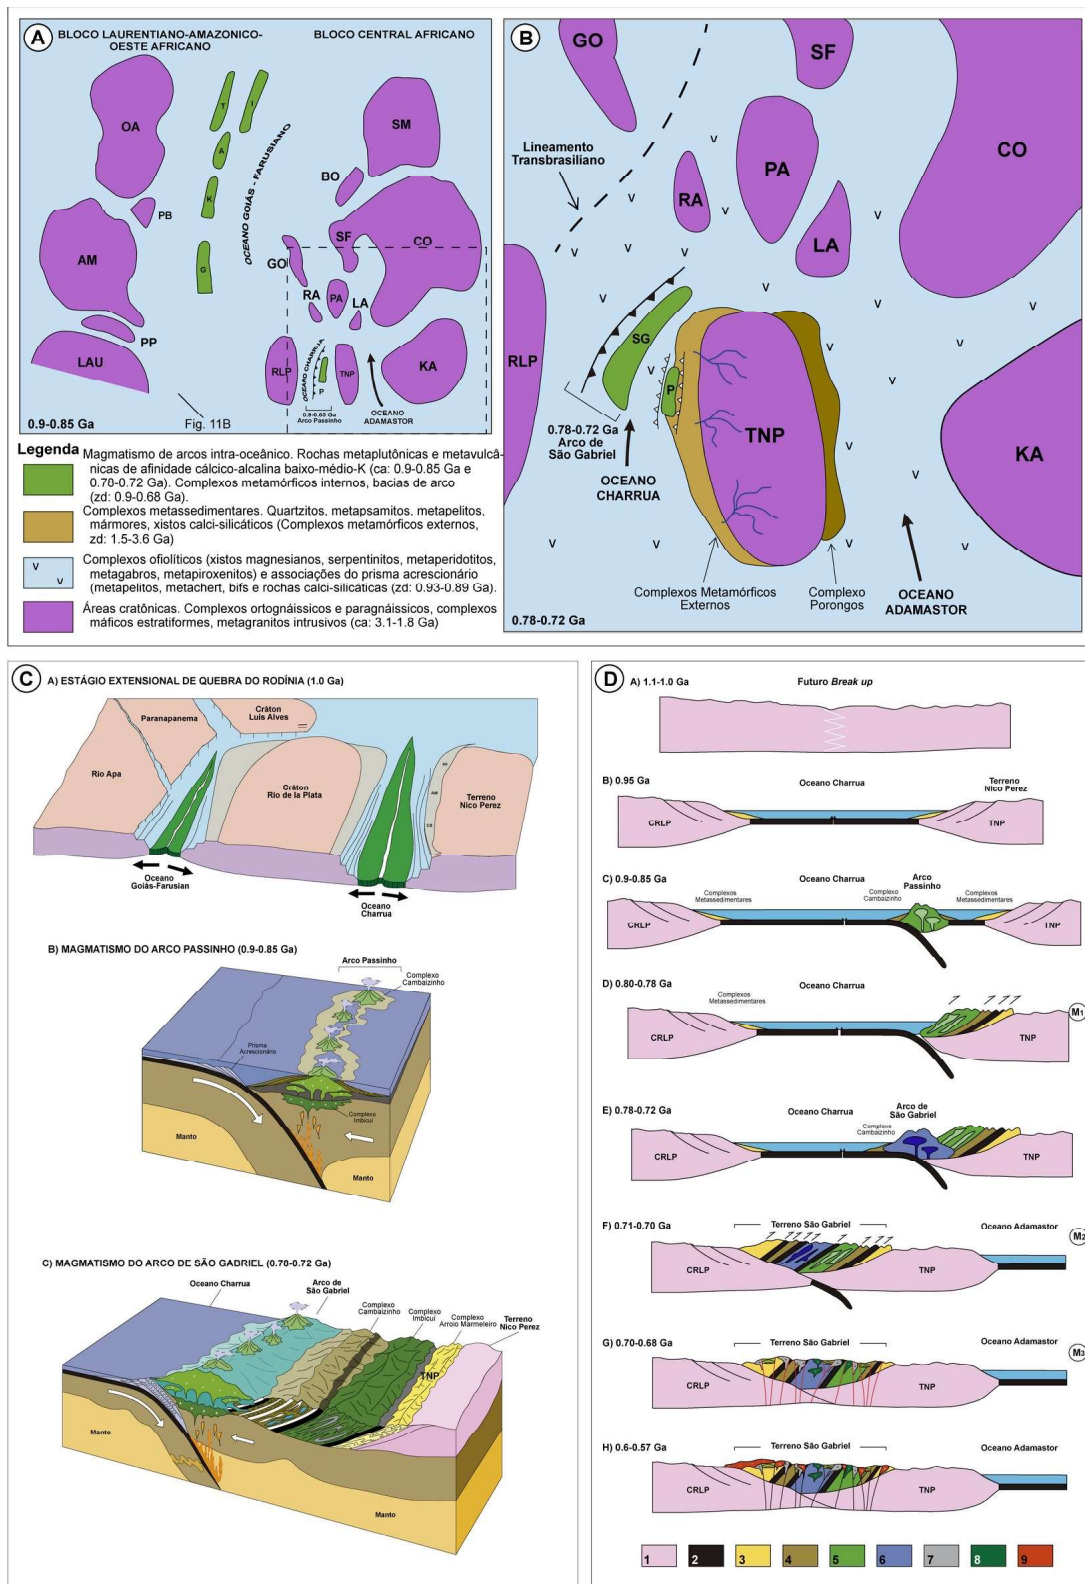 A
BLOCO LAURENTIANO-AMAZONICO-
OESTE AFRICANO
BLOCO CENTRAL AFRICANO
OA
T
I
A
K
G
OCEANO GOIÁS - FARUSIANO
SM
BO
PB
AM
SF
CO
GO
RA
PA
LA
PP
LAU
RLP
OCEANO CHARRUA
P
TNP
KA
0.9-0.85 Ga
Arco Passinho
OCEANO
ADAMASTOR
0.9-0.85 Ga
Fig. 11B
Legenda
Magmatismo de arcos intra-oceânico. Rochas metaplutônicas e metavulcâ-
nicas de afinidade cálcico-alcalina baixo-médio-K (ca: 0.9-0.85 Ga e
0.78-0.72 Ga). Complexos metamórficos internos, bacias de arco
(zd: 0.9-0.68 Ga).
Complexos metassedimentares. Quartzitos, metapsamitos, metapelitos,
mármores, xistos calci-silicáticos (Complexos metamórficos externos,
zd: 1.5-3.6 Ga)
V
V
Complexos ofiolíticos (xistos magnesianos, serpentinitos, metaperidotitos,
metagabros, metapiroxenitos) e associações do prisma acrescionário
(metapelitos, metachert, bifs e rochas calci-silicáticas (zd: 0.93-0.89 Ga).
Áreas cratônicas. Complexos ortognáissicos e paragnáissicos, complexos
máficos estratiformes, metagranitos intrusivos (ca: 3.1-1.8 Ga)
B
GO
SF
CO
Lineamento
Transbrasiliano
PA
RA
LA
RLP
SG
P
TNP
KA
0.78-0.72 Ga
Arco de
São Gabriel
OCEANO
CHARRUA
Complexos Metamórficos
Externos
Complexo
Porongos
OCEANO
ADAMASTOR
0.78-0.72 Ga
C
A) ESTÁGIO EXTENSIONAL DE QUEBRA DO RODÍNIA (1.0 Ga)
Paranapanema
Cráton
Luis Alves
Rio Apa
Cráton
Rio de la Plata
Terreno
Nico Perez
Oceano
Goiás-Farusian
Oceano
Charrua
B) MAGMATISMO DO ARCO PASSINHO (0.9-0.85 Ga)
Arco Passinho
Complexo
Cambaizinho
Prisma
Acrescionário
Complexo
Imbicuí
Manto
Manto
C) MAGMATISMO DO ARCO DE SÃO GABRIEL (0.78-0.72 Ga)
Oceano Charrua
Arco de
São Gabriel
Complexo
Cambaizinho
Complexo
Imbicuí
Complexo
Arroio Marmeleiro
Terreno
Nico Perez
TNP
Manto
Manto
D
A) 1.1-1.0 Ga
Futuro Break up
B) 0.95 Ga
Oceano Charrua
Terreno
Nico Perez
CRLP
TNP
C) 0.9-0.85 Ga
Complexos
Metassedimentares
Oceano Charrua
Complexo
Cambaizinho
Arco
Passinho
Complexos
Metassedimentares
CRLP
TNP
D) 0.80-0.78 Ga
Complexos
Metassedimentares
Oceano Charrua
M1
CRLP
TNP
E) 0.78-0.72 Ga
Oceano Charrua
Complexo
Cambaizinho
Arco de
São Gabriel
CRLP
TNP
F) 0.71-0.70 Ga
Terreno São Gabriel
Oceano Adamastor
M2
CRLP
TNP
G) 0.70-0.68 Ga
Terreno São Gabriel
Oceano Adamastor
M3
CRLP
TNP
H) 0.6-0.57 Ga
Terreno São Gabriel
Oceano Adamastor
CRLP
TNP
1 2 3 4 5 6 7 8 9